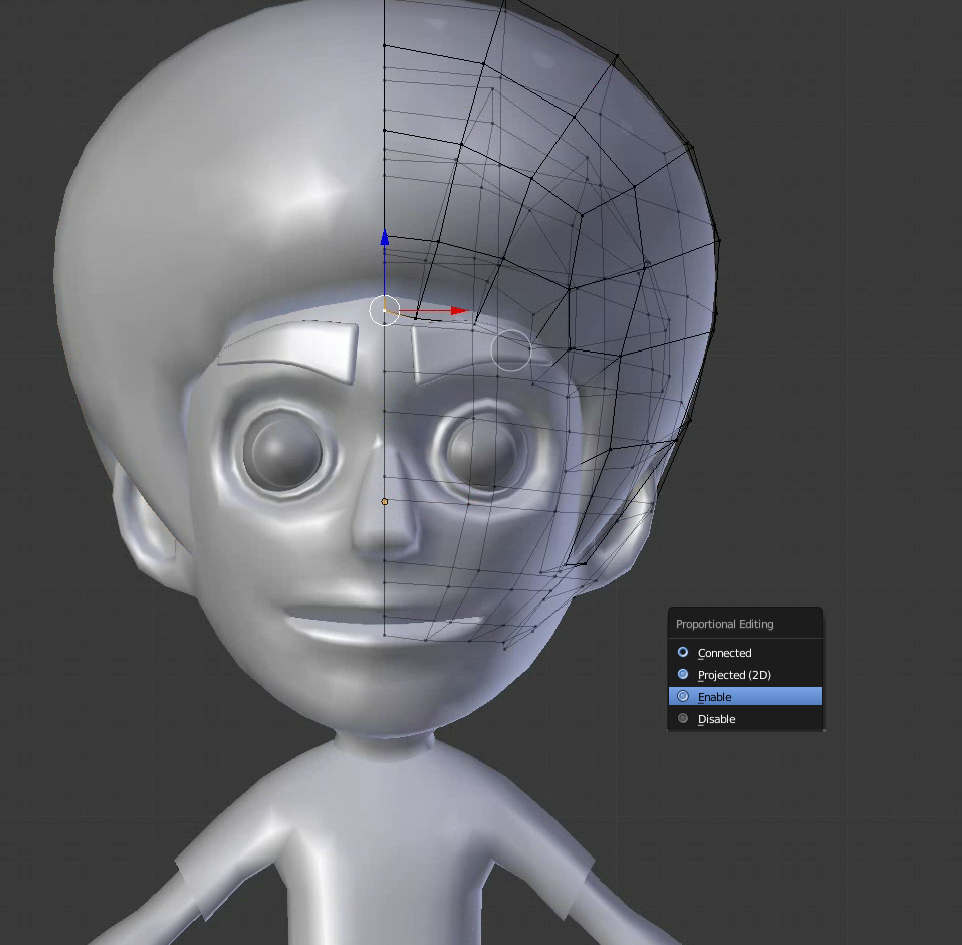 Proportional Editing
Connected
Projected (2D)
Enable
Disable